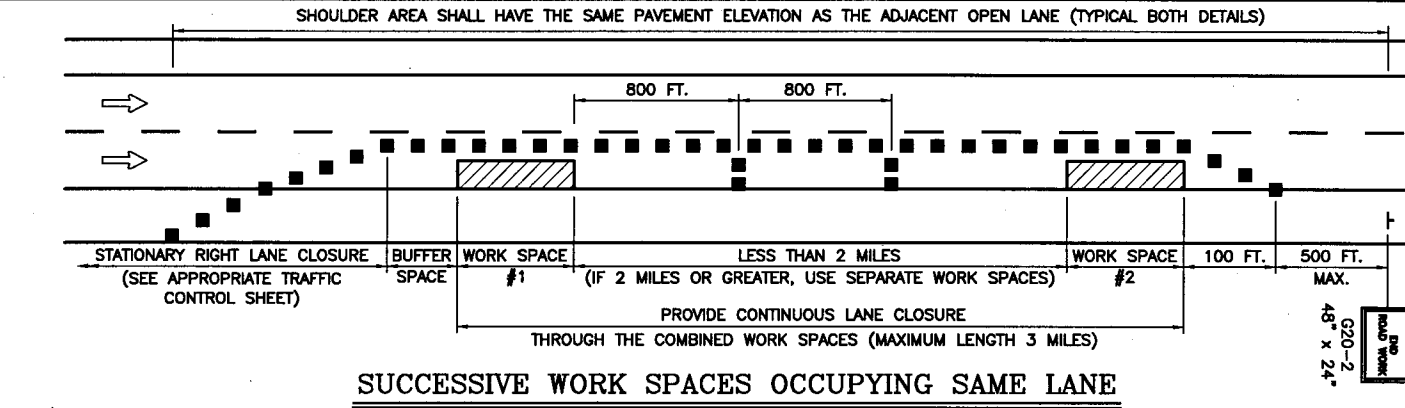 SHOULDER AREA SHALL HAVE THE SAME PAVEMENT ELEVATION AS THE ADJACENT OPEN LANE (TYPICAL BOTH DETAILS)
800 FT.
800 FT.
STATIONARY RIGHT LANE CLOSURE
(SEE APPROPRIATE TRAFFIC
CONTROL SHEET)
BUFFER
SPACE
WORK SPACE
#1
LESS THAN 2 MILES
(IF 2 MILES OR GREATER, USE SEPARATE WORK SPACES)
WORK SPACE
#2
100 FT.
500 FT.
MAX.
PROVIDE CONTINUOUS LANE CLOSURE
THROUGH THE COMBINED WORK SPACES (MAXIMUM LENGTH 3 MILES)
END
ROAD WORK
G20-2
48" x 24"
SUCCESSIVE WORK SPACES OCCUPYING SAME LANE